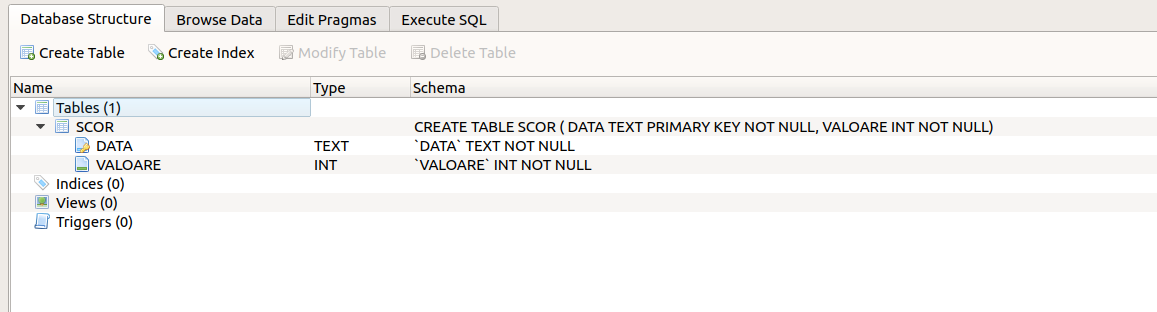 Database Structure Browse Data Edit Pragmas Execute SQL
Create Table Create Index Modify Table Delete Table
Name Type Schema
Tables (1)
SCOR CREATE TABLE SCOR ( DATA TEXT PRIMARY KEY NOT NULL, VALOARE INT NOT NULL)
DATA TEXT `DATA` TEXT NOT NULL
VALOARE INT `VALOARE` INT NOT NULL
Indices (0)
Views (0)
Triggers (0)